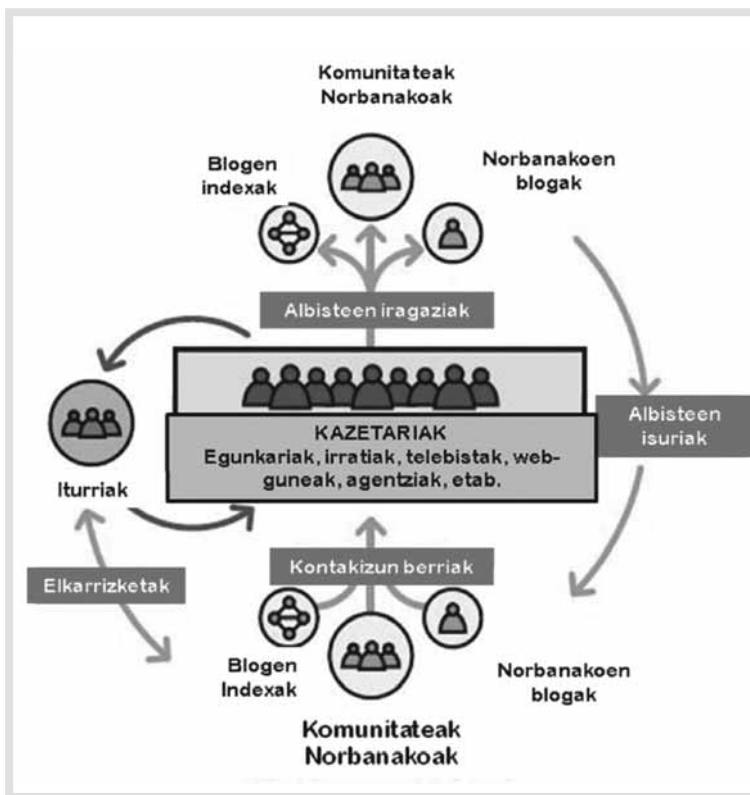 Komunitateak
Norbanakoak
Blogen
indexak
Norbanakoen
blogak
Albisteen iragaziak
KAZETARIAK
Egunkariak, irratiak, telebistak, web-
guneak, agentziak, etab.
Albisteen
isuriak
Iturriak
Elkarrizketak
Kontakizun berriak
Blogen
Indexak
Norbanakoen
blogak
Komunitateak
Norbanakoak